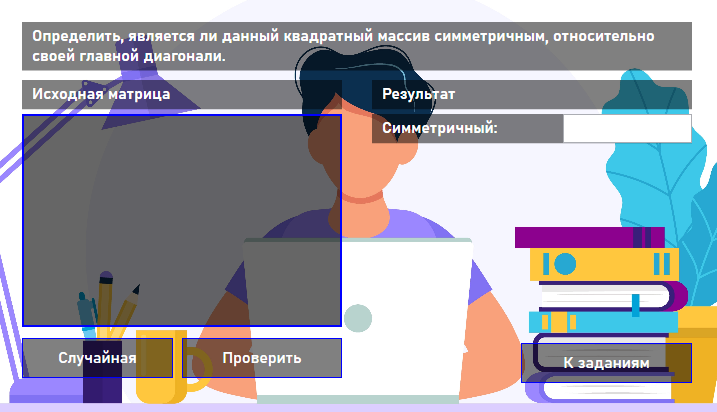 Определить, является ли данный квадратный массив симметричным, относительно
своей главной диагонали.
Исходная матрица
Результат
Симметричный:
Случайная
Проверить
К заданиям